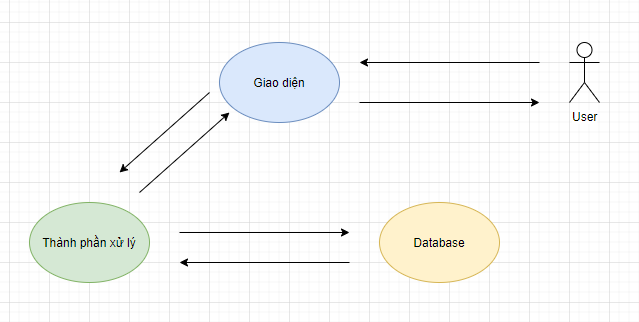 Giao diện
User
Thành phần xử lý
Database